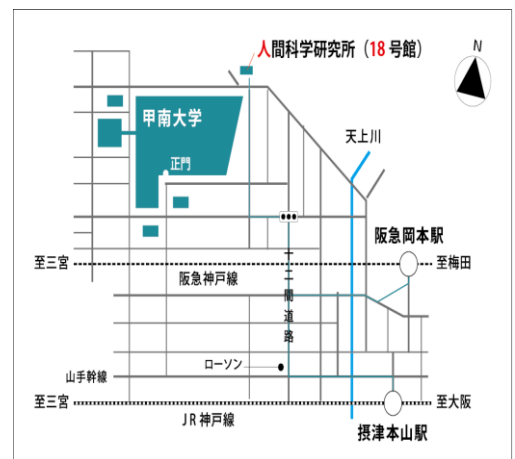 人間科学研究所（18号館）
N
甲南大学
天上川
正門
阪急岡本駅
至三宮
至梅田
阪急神戸線
十二間道路
ローソン
山手幹線
至三宮
至大阪
JR神戸線
摂津本山駅